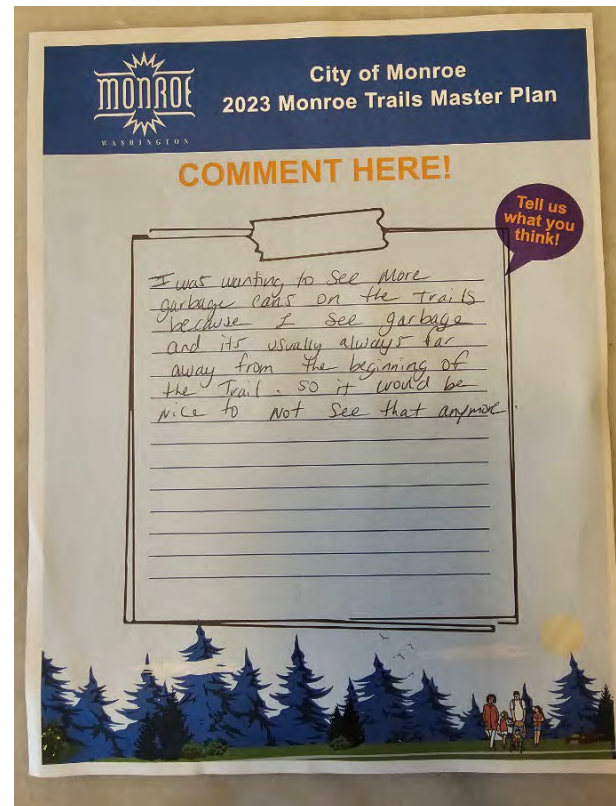 MONROE
WASHINGTON
City of Monroe
2023 Monroe Trails Master Plan
COMMENT HERE!
Tell us
what you
think!
I was wanting to see More
garbage cans on the Trails
because I see garbage
and its usually always far
away from the beginning of
the Trail. so it would be
Nice to Not see that anymore.